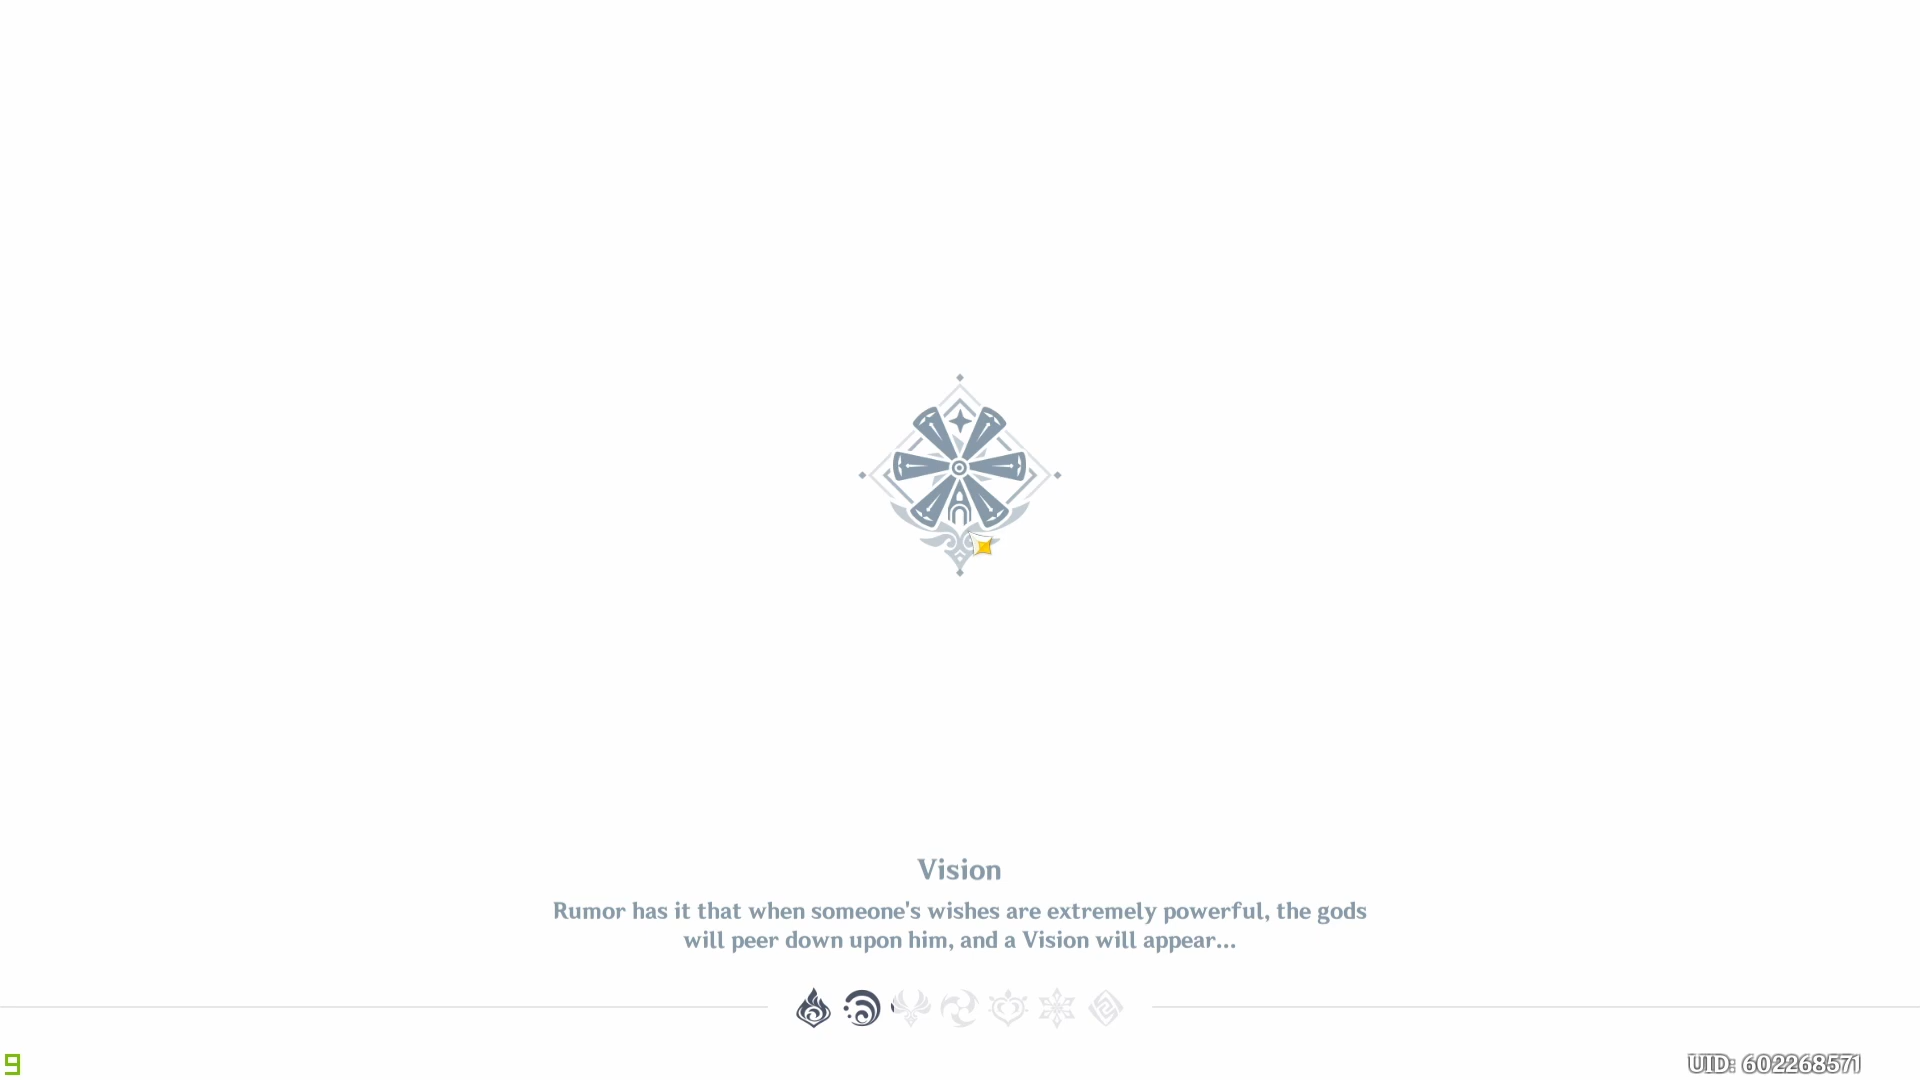 Vision
Rumor has it that when someone's wishes are extremely powerful, the gods
will peer down upon him, and a Vision will appear...
9
UID: 602268571